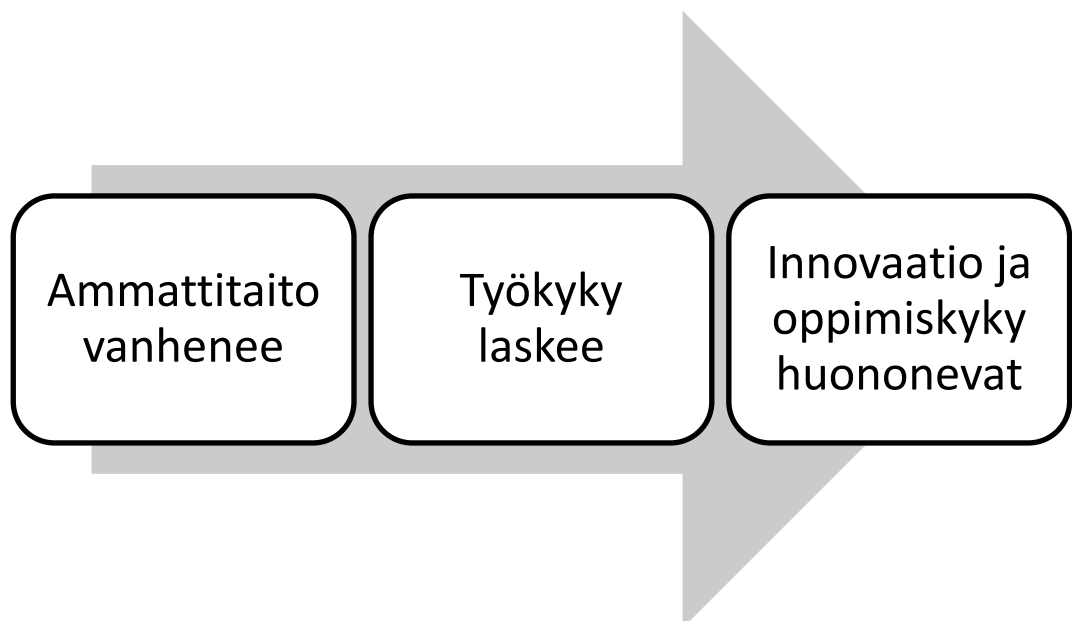 Ammattitaito
vanhenee
Työkyky
laskee
Innovaatio ja
oppimiskyky
huononevat